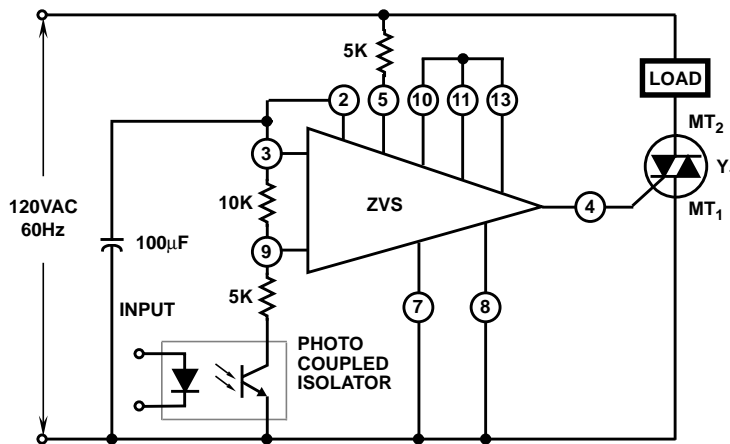 5K
2
5
10
11
13
LOAD
MT2
3
Y
120VAC
60Hz
100μF
10K
ZVS
4
MT1
9
INPUT
5K
7
8
PHOTO
COUPLED
ISOLATOR